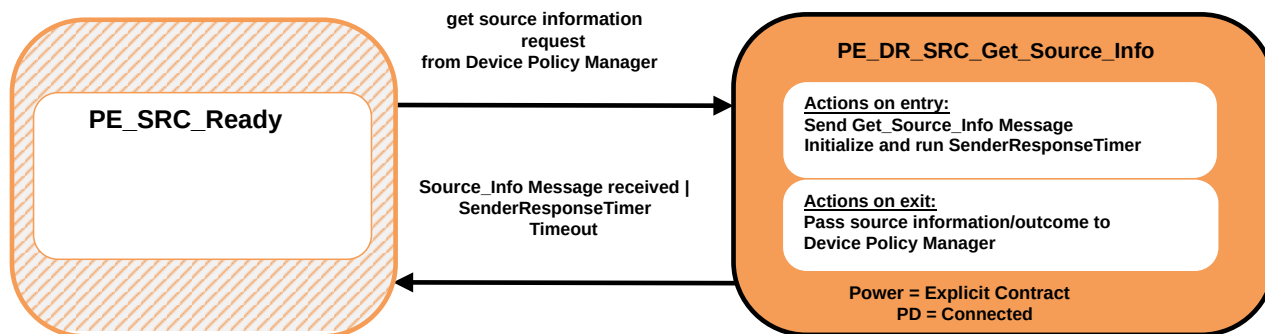 get source information
request
from Device Policy Manager
PE_SRC_Ready
Source_Info Message received |
SenderResponseTimer
Timeout
PE_DR_SRC_Get_Source_Info
Actions on entry:
Send Get_Source_Info Message
Initialize and run SenderResponseTimer
Actions on exit:
Pass source information/outcome to
Device Policy Manager
Power = Explicit Contract
PD = Connected